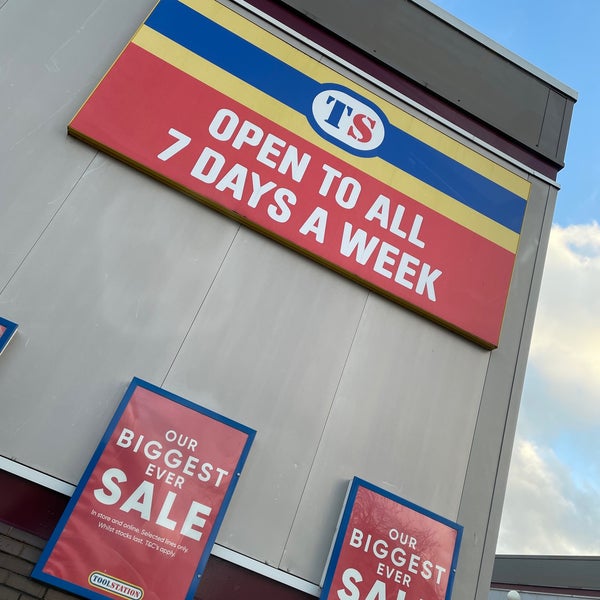 TS
OPEN TO ALL
7 DAYS A WEEK
OUR
BIGGEST
EVER
SALE
In store and online. Selected lines only.
Whilst stocks last. T&C's apply.
TOOLSTATION
OUR
BIGGEST
EVER
SALE